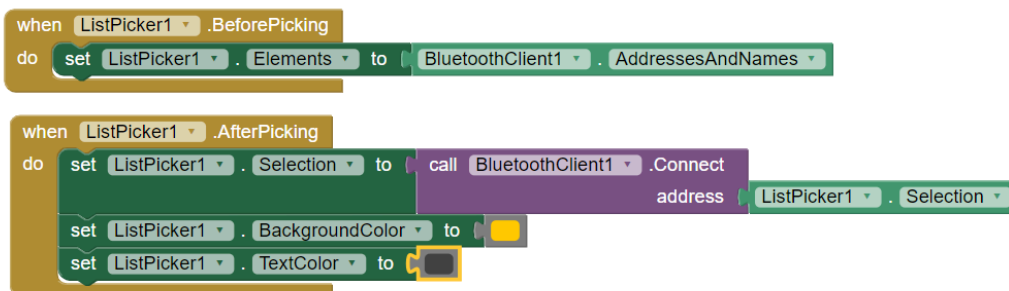 when ListPicker1 .BeforePicking
do set ListPicker1 . Elements to BluetoothClient1 . AddressesAndNames
when ListPicker1 .AfterPicking
do set ListPicker1 . Selection to call BluetoothClient1 .Connect
address ListPicker1 . Selection
set ListPicker1 . BackgroundColor to
set ListPicker1 . TextColor to